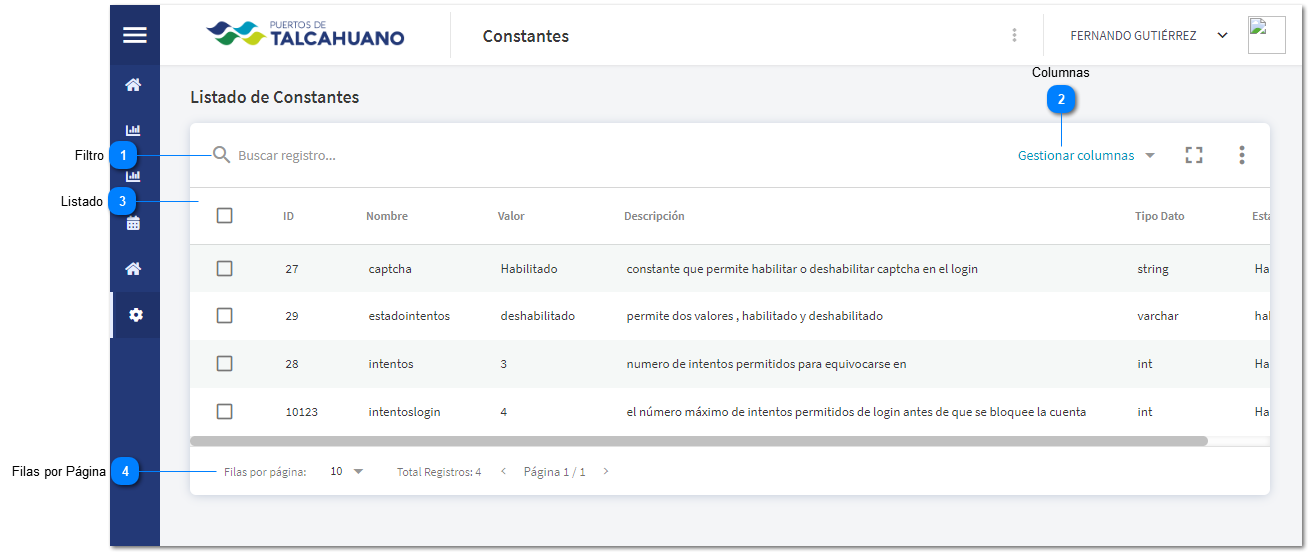 PUERTOS DE
TALCAHUANO
Constantes
FERNANDO GUTIÉRREZ
Columnas
2
Listado de Constantes
Filtro 1
Buscar registro...
Gestionar columnas
Listado 3
ID Nombre Valor Descripción Tipo Dato Esta
27 captcha Habilitado constante que permite habilitar o deshabilitar captcha en el login string Ha
29 estadointentos deshabilitado permite dos valores , habilitado y deshabilitado varchar hal
28 intentos 3 numero de intentos permitidos para equivocarse en int Ha
10123 intentoslogin 4 el número máximo de intentos permitidos de login antes de que se bloquee la cuenta int Ha
Filas por Página 4
Filas por página: 10 Total Registros: 4 < Página 1 / 1 >